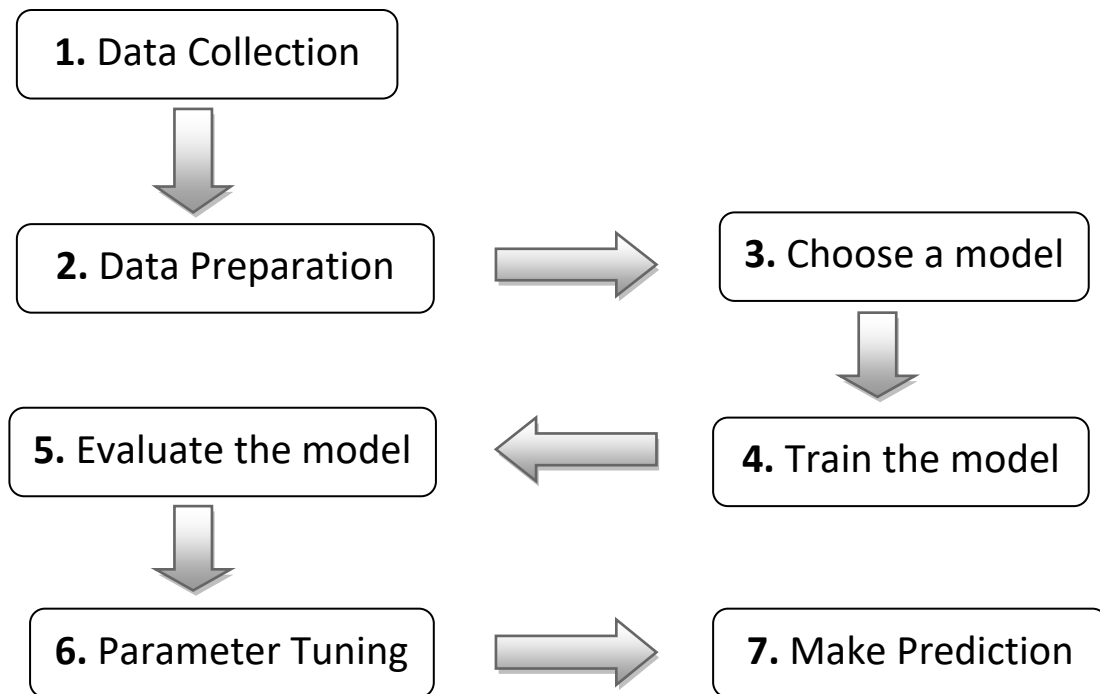 1. Data Collection
2. Data Preparation
3. Choose a model
4. Train the model
5. Evaluate the model
6. Parameter Tuning
7. Make Prediction